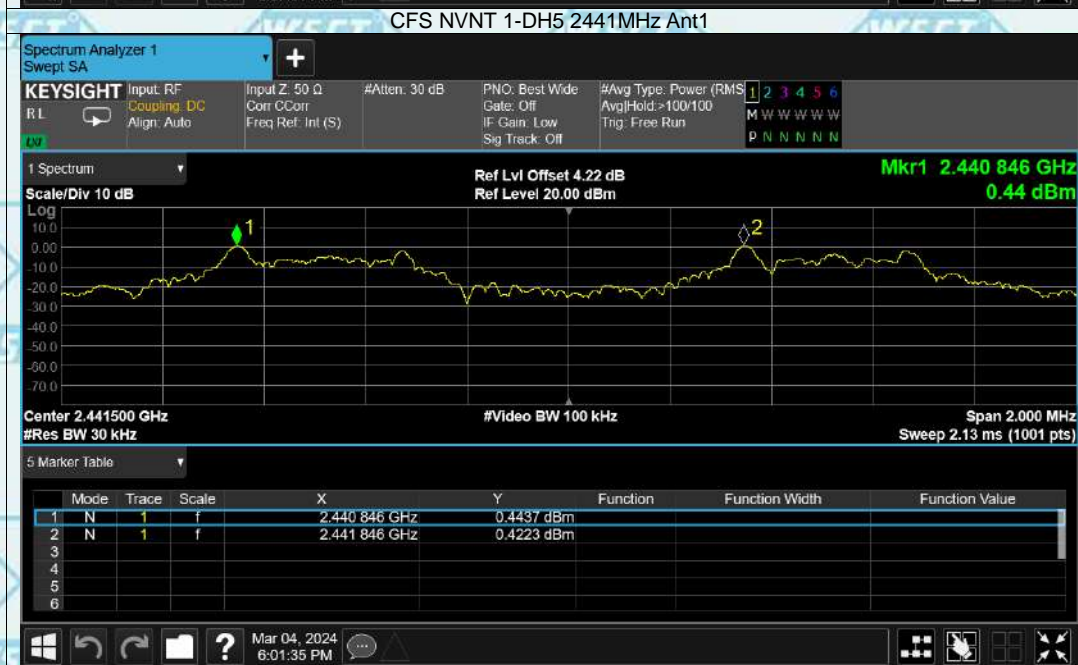 CFS NVNT 1-DH5 2441MHz Ant1
Spectrum Analyzer 1
Swept SA
+
KEYSIGHT Input: RF Input Z: 50 Ω #Atten: 30 dB PNO: Best Wide #Avg Type: Power (RMS 1 2 3 4 5 6
R L Coupling: DC Corr CCorr Gate: Off Avg|Hold:>100/100 M W W W W W
Align: Auto Freq Ref: Int (S) IF Gain: Low Trig: Free Run
LXI Sig Track: Off P N N N N N
1 Spectrum Ref Lvl Offset 4.22 dB Mkr1 2.440 846 GHz
Scale/Div 10 dB Ref Level 20.00 dBm 0.44 dBm
Log
10.0 1 2
0.00
-10.0
-20.0
-30.0
-40.0
-50.0
-60.0
-70.0
Center 2.441500 GHz #Video BW 100 kHz Span 2.000 MHz
#Res BW 30 kHz Sweep 2.13 ms (1001 pts)
5 Marker Table
Mode Trace Scale X Y Function Function Width Function Value
1 N 1 f 2.440 846 GHz 0.4437 dBm
2 N 1 f 2.441 846 GHz 0.4223 dBm
3
4
5
6
? Mar 04, 2024
6:01:35 PM